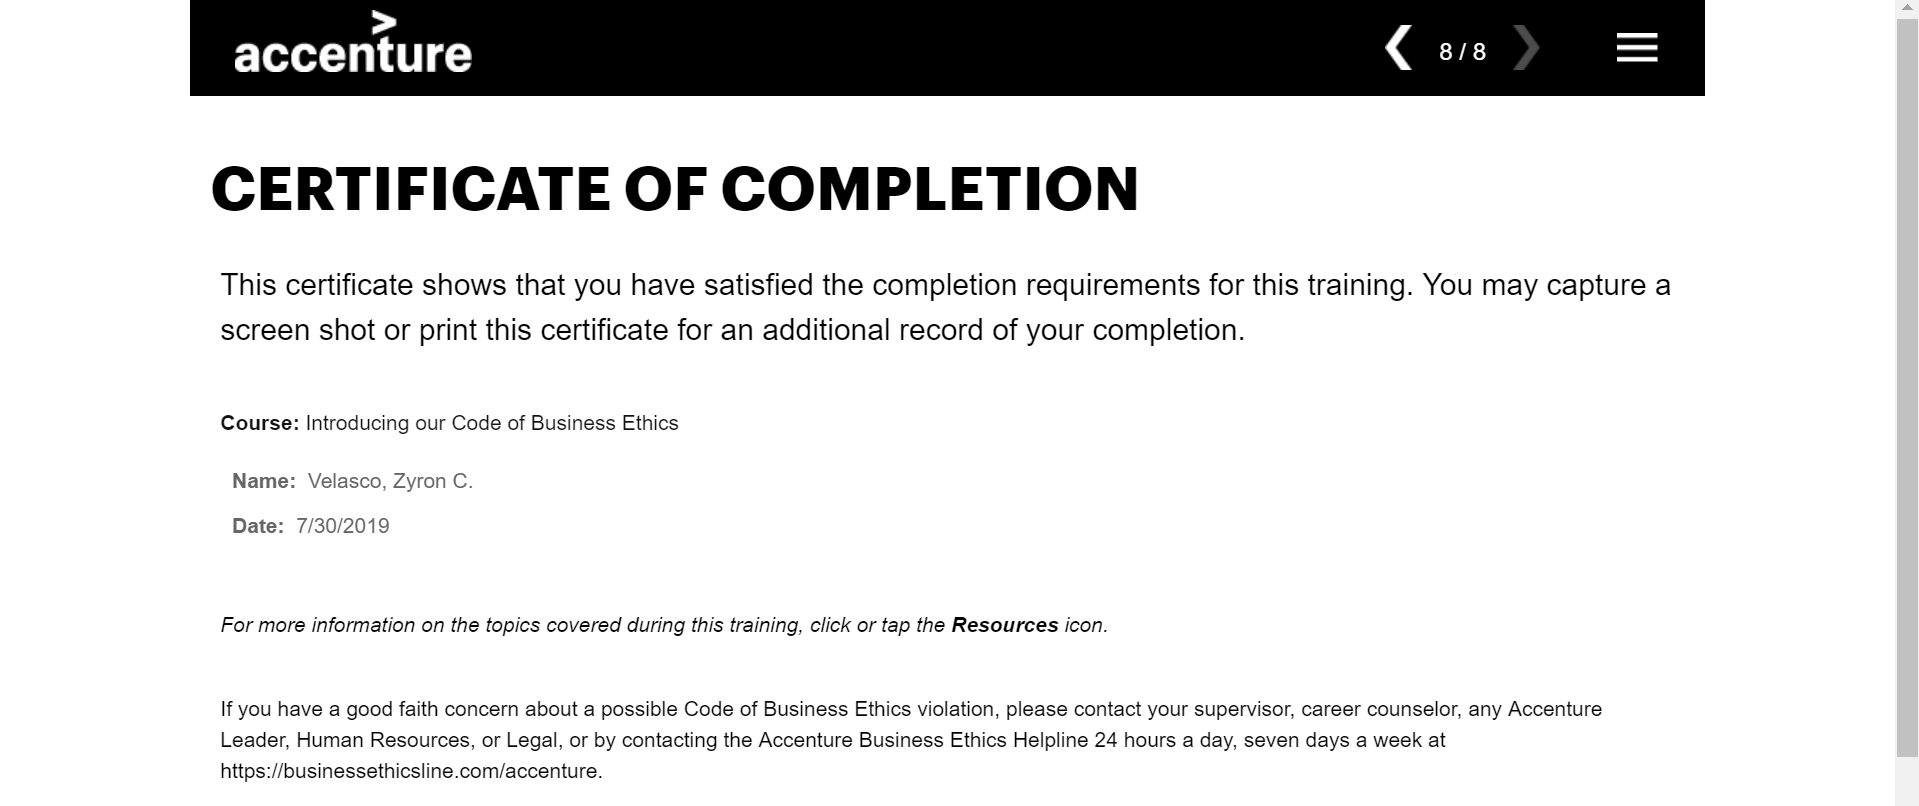 accenture
8 / 8
CERTIFICATE OF COMPLETION
This certificate shows that you have satisfied the completion requirements for this training. You may capture a
screen shot or print this certificate for an additional record of your completion.
Course: Introducing our Code of Business Ethics
Name: Velasco, Zyron C.
Date: 7/30/2019
For more information on the topics covered during this training, click or tap the Resources icon.
If you have a good faith concern about a possible Code of Business Ethics violation, please contact your supervisor, career counselor, any Accenture
Leader, Human Resources, or Legal, or by contacting the Accenture Business Ethics Helpline 24 hours a day, seven days a week at
https://businessethicsline.com/accenture.